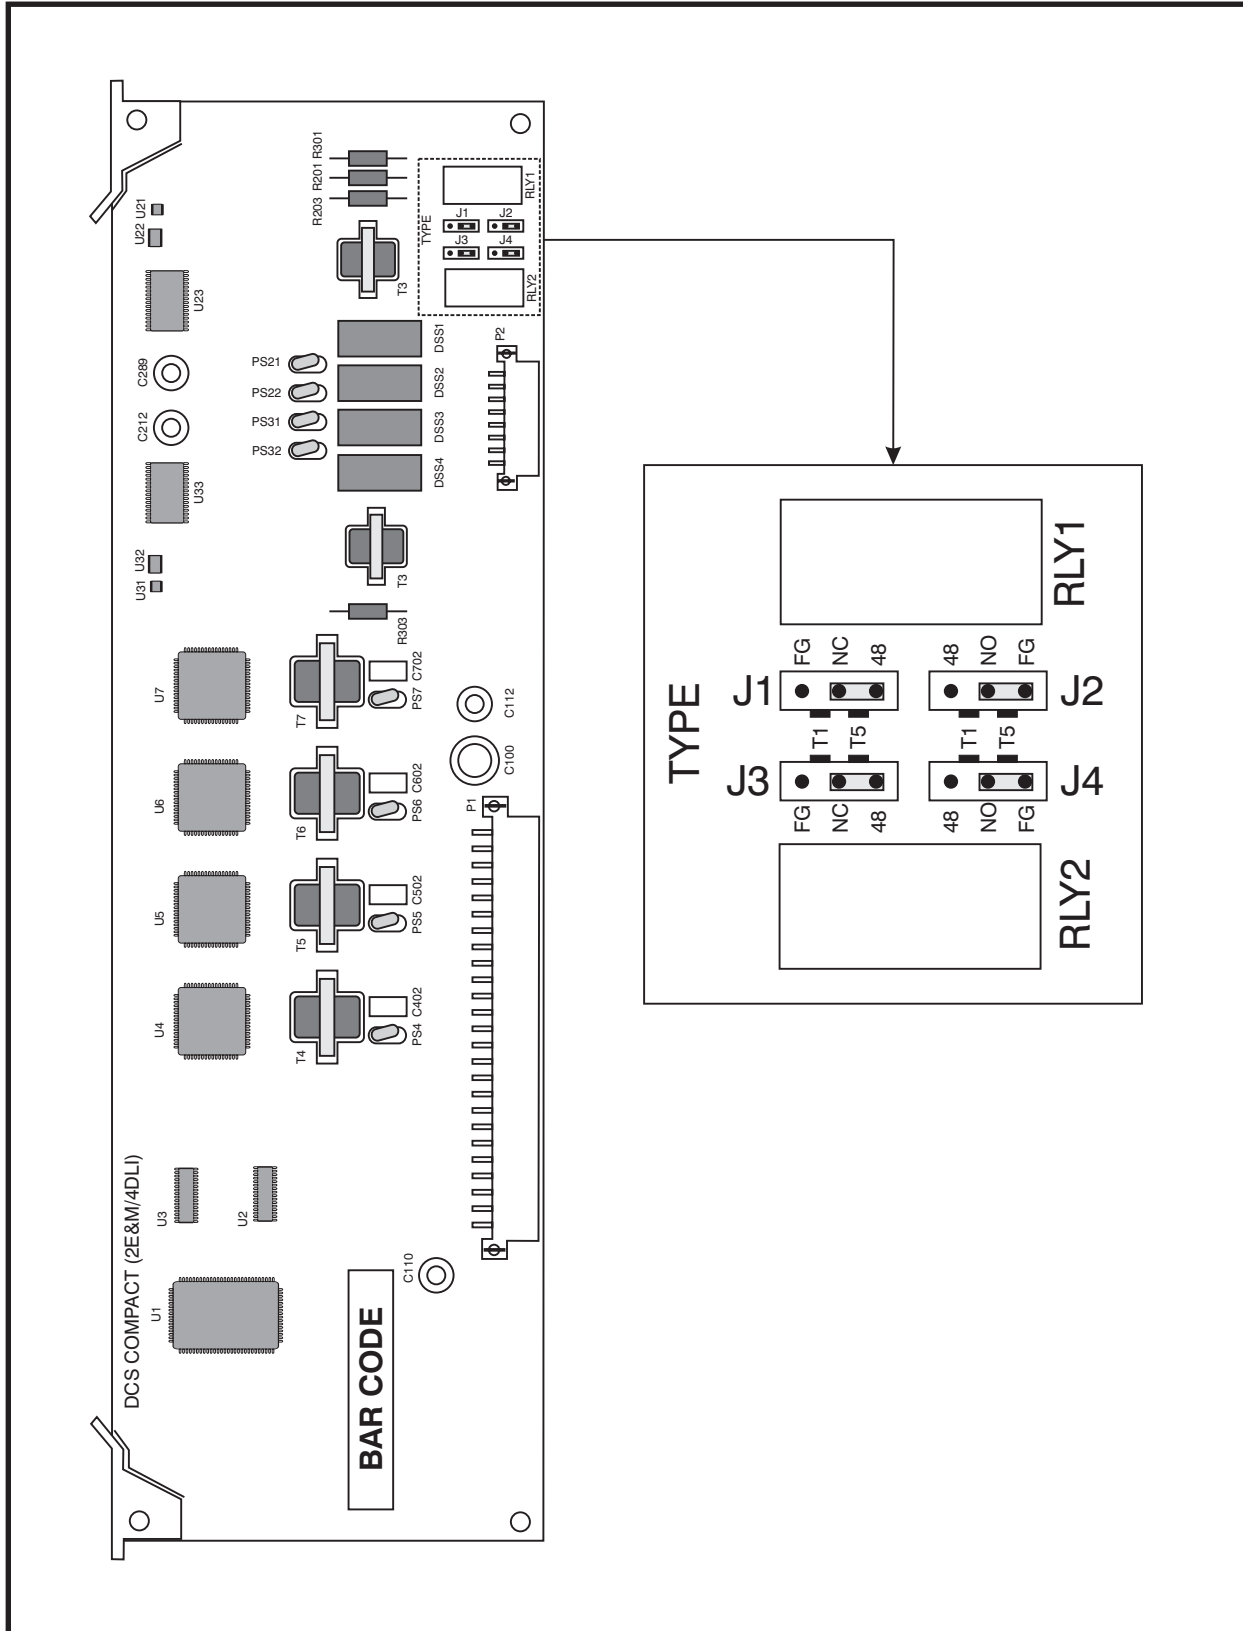 R301
R201
R203
U21
U22
U23
C289
C212
U33
U32
U31
T3
TYPE
J1
J2
J3
J4
RLY1
RLY2
PS21
PS22
PS31
PS32
DSS1
DSS2
DSS3
DSS4
P2
T3
R303
U7
T7
C702
PS7
C112
C100
U6
T6
C602
PS6
P1
U5
T5
C502
PS5
U4
T4
C402
PS4
DCS COMPACT (2E&M/4DLI)
U3
U2
U1
C110
BAR CODE
TYPE
RLY1
FG NC 48
48 NO FG
J1
J2
T1 T5
T1 T5
J3
J4
FG NC 48
48 NO FG
RLY2